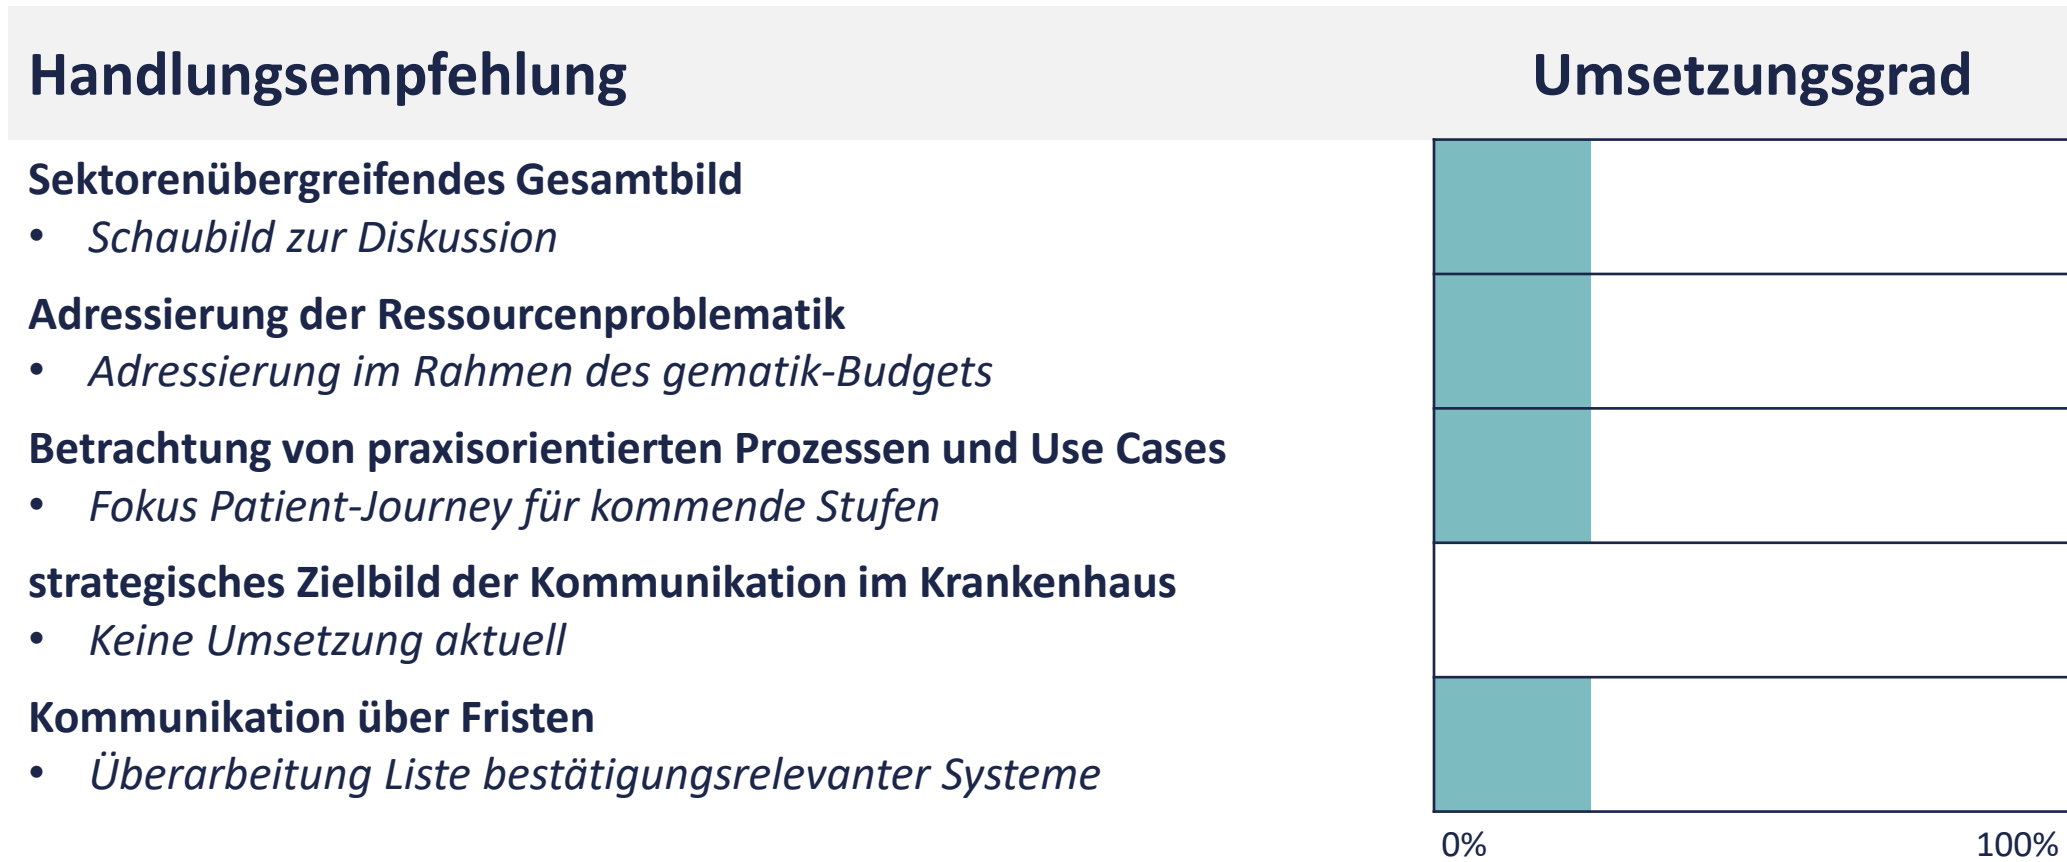 Handlungsempfehlung Umsetzungsgrad
Sektorenübergreifendes Gesamtbild
• Schaubild zur Diskussion
Adressierung der Ressourcenproblematik
• Adressierung im Rahmen des gematik-Budgets
Betrachtung von praxisorientierten Prozessen und Use Cases
• Fokus Patient-Journey für kommende Stufen
strategisches Zielbild der Kommunikation im Krankenhaus
• Keine Umsetzung aktuell
Kommunikation über Fristen
• Überarbeitung Liste bestätigungsrelevanter Systeme
0% 100%